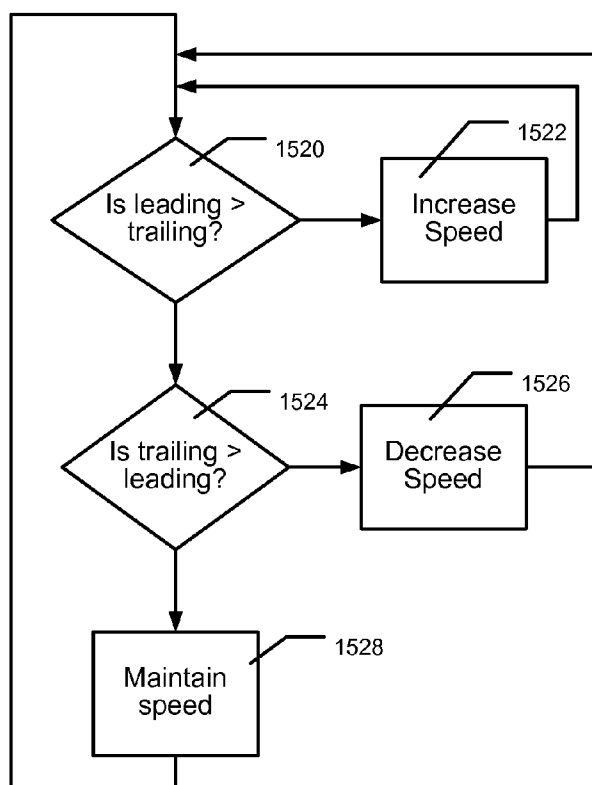 1520
Is leading >
trailing?
1522
Increase
Speed
1524
Is trailing >
leading?
1526
Decrease
Speed
1528
Maintain
speed